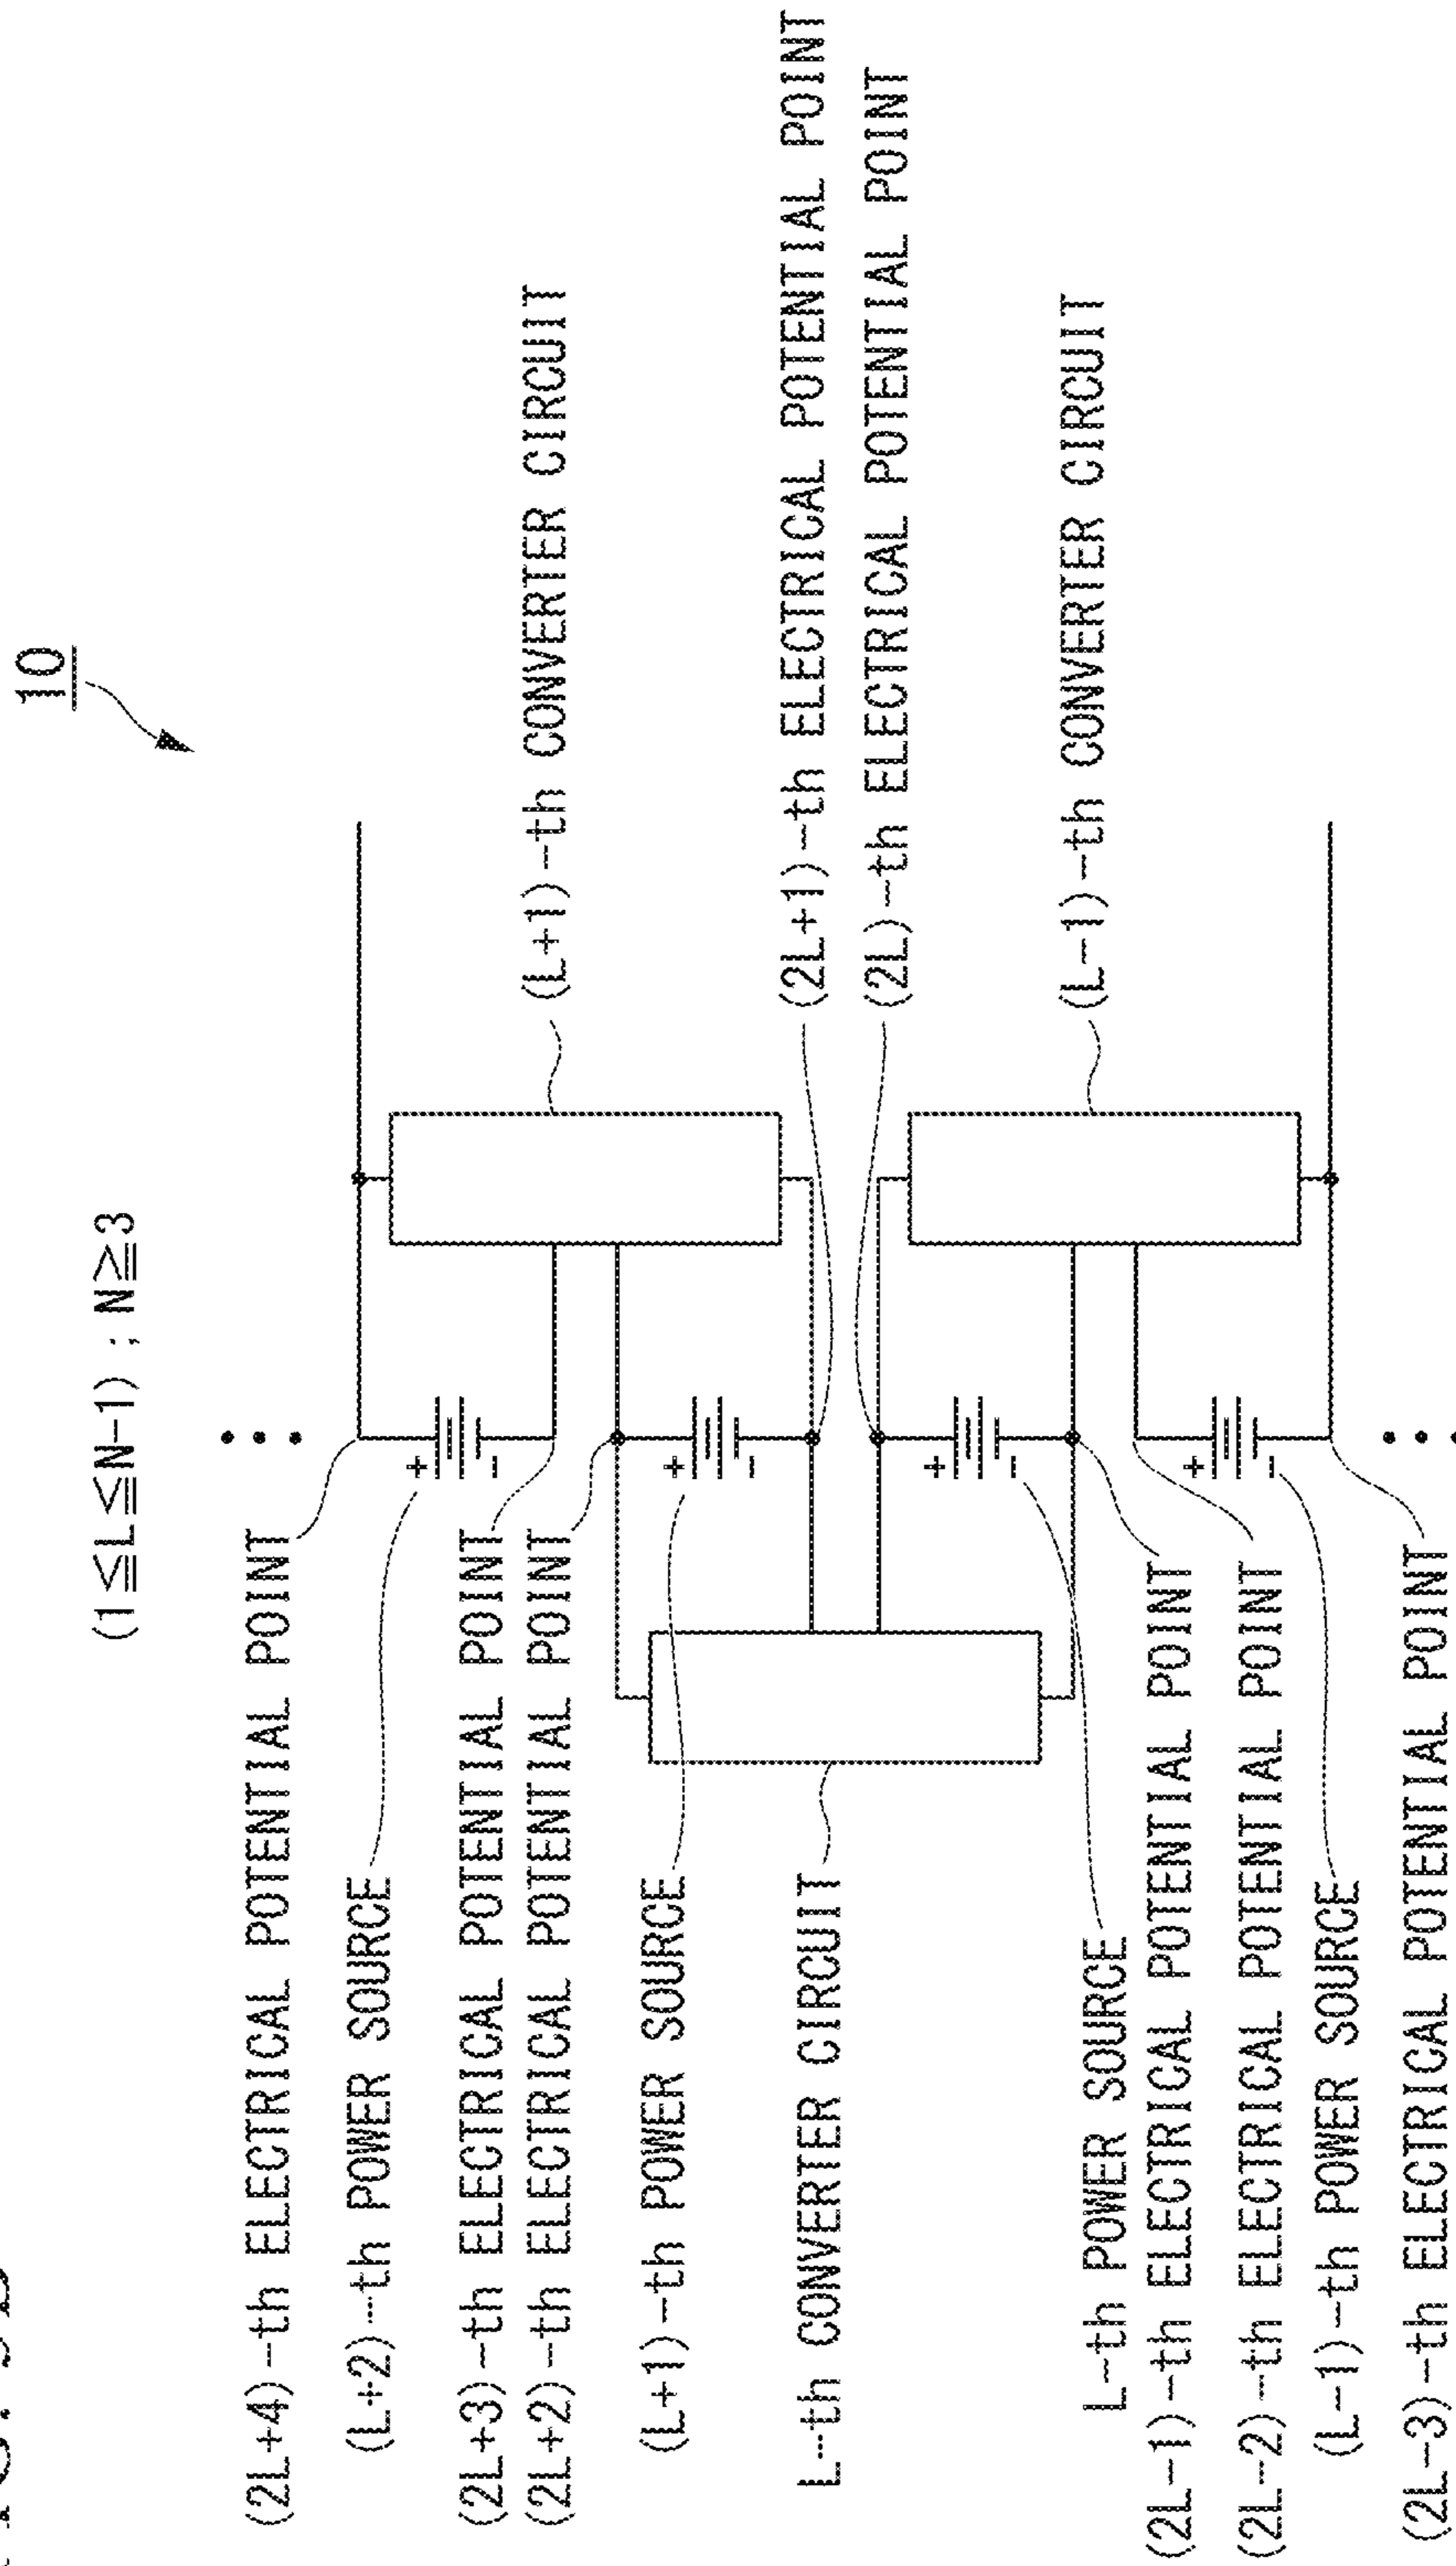 10
(1≦L≦N-1) ; N≧3
(2L+4)-th ELECTRICAL POTENTIAL POINT
(L+2)-th POWER SOURCE
(2L+3)-th ELECTRICAL POTENTIAL POINT
(2L+2)-th ELECTRICAL POTENTIAL POINT
(L+1)-th POWER SOURCE
L-th CONVERTER CIRCUIT
L-th POWER SOURCE
(2L-1)-th ELECTRICAL POTENTIAL POINT
(2L-2)-th ELECTRICAL POTENTIAL POINT
(L-1)-th POWER SOURCE
(2L-3)-th ELECTRICAL POTENTIAL POINT
+
-
+
-
+
-
+
-
(L+1)-th CONVERTER CIRCUIT
(2L+1)-th ELECTRICAL POTENTIAL POINT
(2L)-th ELECTRICAL POTENTIAL POINT
(L-1)-th CONVERTER CIRCUIT